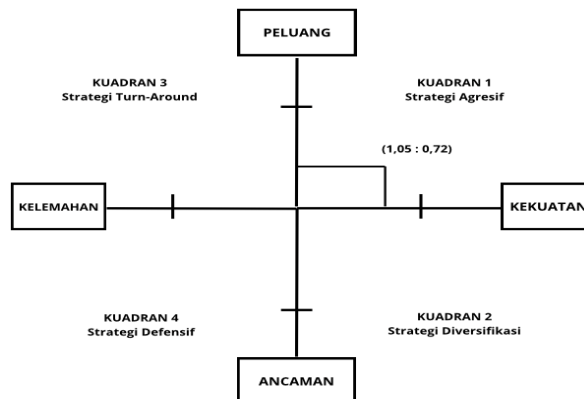 PELUANG
KUADRAN 3
Strategi Turn-Around
KUADRAN 1
Strategi Agresif
(1,05 : 0,72)
KELEMAHAN
KEKUATAN
KUADRAN 4
Strategi Defensif
KUADRAN 2
Strategi Diversifikasi
ANCAMAN